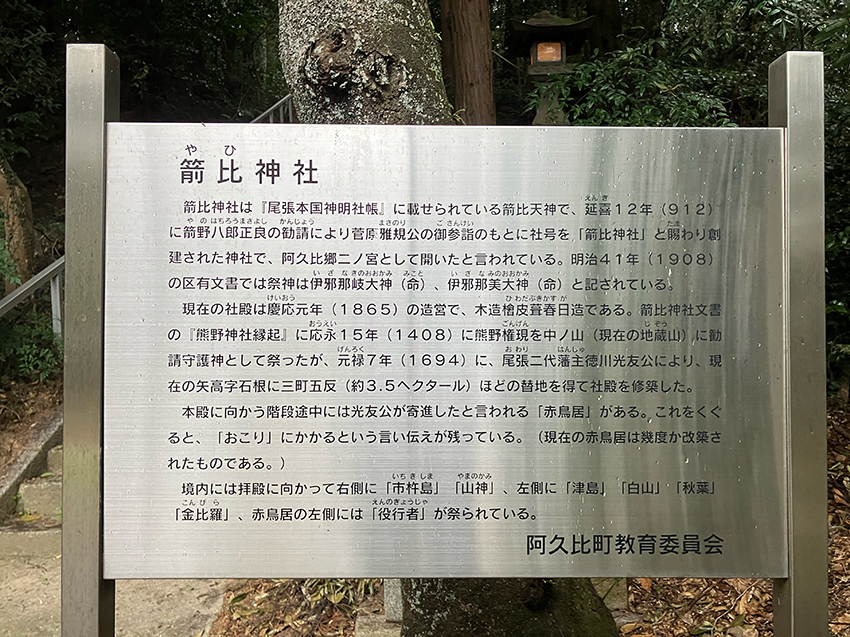 やひ
箭比神社
箭比神社は『尾張本国神明社帳』に載せられている箭比天神で、延喜12年（912）
に箭野八郎正良の勧請により菅原雅規公の御参詣のもとに社号を「箭比神社」と賜わり創
建された神社で、阿久比郷二ノ宮として開いたと言われている。明治41年（1908）
の区有文書では祭神は伊邪那岐大神（命）、伊邪那美大神（命）と記されている。
現在の社殿は慶応元年（1865）の造営で、木造檜皮葺春日造である。箭比神社文書
の『熊野神社縁起』に応永15年（1408）に熊野権現を中ノ山（現在の地蔵山）に勧
請守護神として祭ったが、元禄7年（1694）に、尾張二代藩主徳川光友公により、現
在の矢高字石根に三町五反（約3.5ヘクタール）ほどの替地を得て社殿を修築した。
本殿に向かう階段途中には光友公が寄進したと言われる「赤鳥居」がある。これをくぐ
ると、「おこり」にかかるという言い伝えが残っている。（現在の赤鳥居は幾度か改築さ
れたものである。）
境内には拝殿に向かって右側に「市杵島」「山神」、左側に「津島」「白山」「秋葉」
「金比羅」、赤鳥居の左側には「役行者」が祭られている。
阿久比町教育委員会